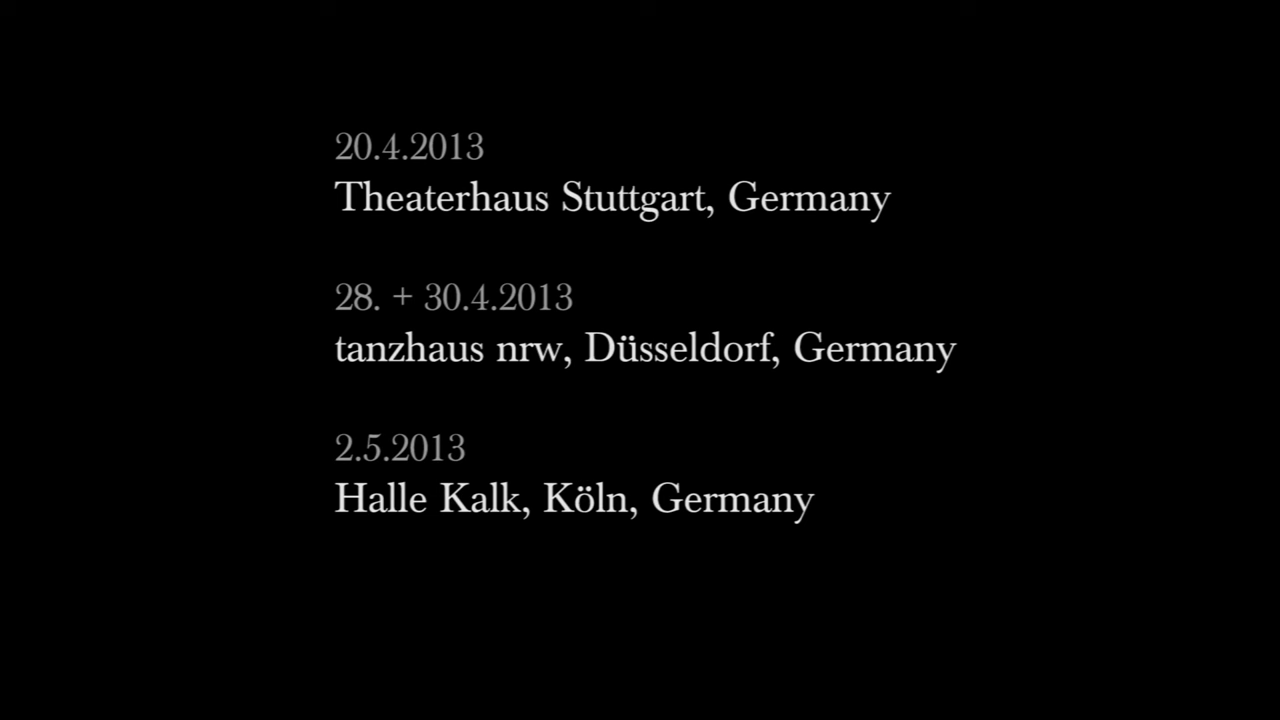 20.4.2013
Theaterhaus Stuttgart, Germany
28. + 30.4.2013
tanzhaus nrw, Düsseldorf, Germany
2.5.2013
Halle Kalk, Köln, Germany